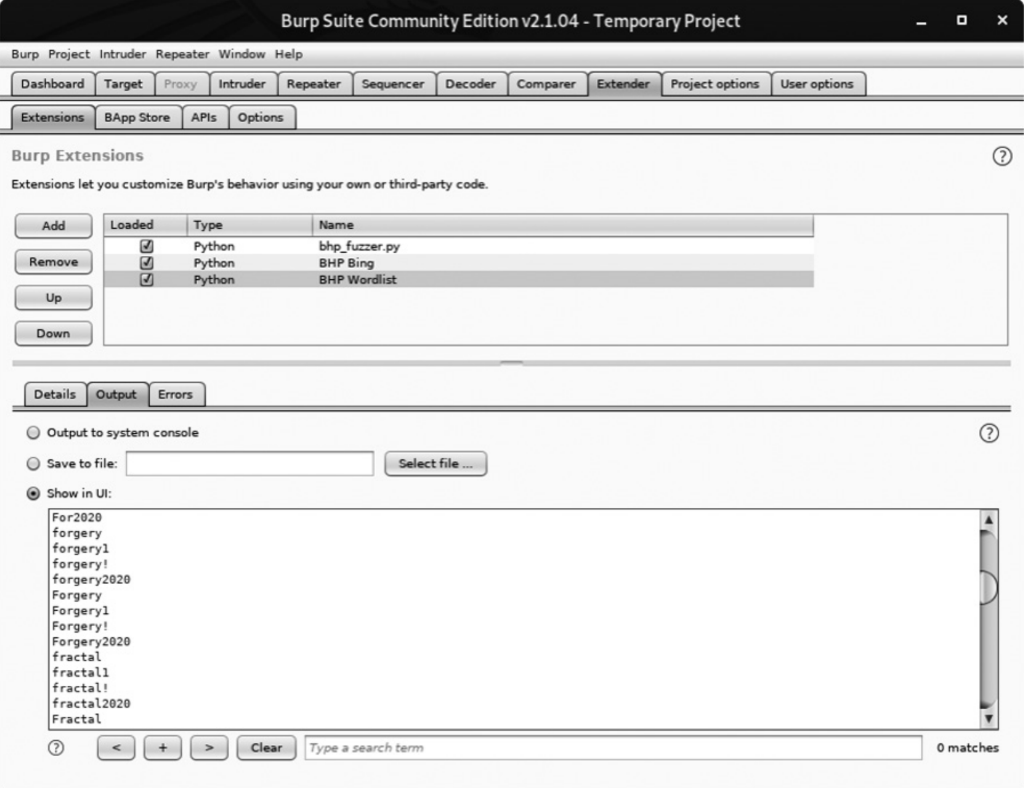 Burp Suite Community Edition v2.1.04 - Temporary Project
Burp Project Intruder Repeater Window Help
Dashboard Target Proxy Intruder Repeater Sequencer Decoder Comparer Extender Project options User options
Extensions BApp Store APIs Options
Burp Extensions
?
Extensions let you customize Burp's behavior using your own or third-party code.
Add
Remove
Up
Down
Loaded Type Name
Python bhp_fuzzer.py
Python BHP Bing
Python BHP Wordlist
Details Output Errors
Output to system console
?
Save to file: Select file ...
Show in UI:
For2020
forgery
forgery1
forgery!
forgery2020
Forgery
Forgery1
Forgery!
Forgery2020
fractal
fractal1
fractal!
fractal2020
Fractal
? < + > Clear Type a search term 0 matches